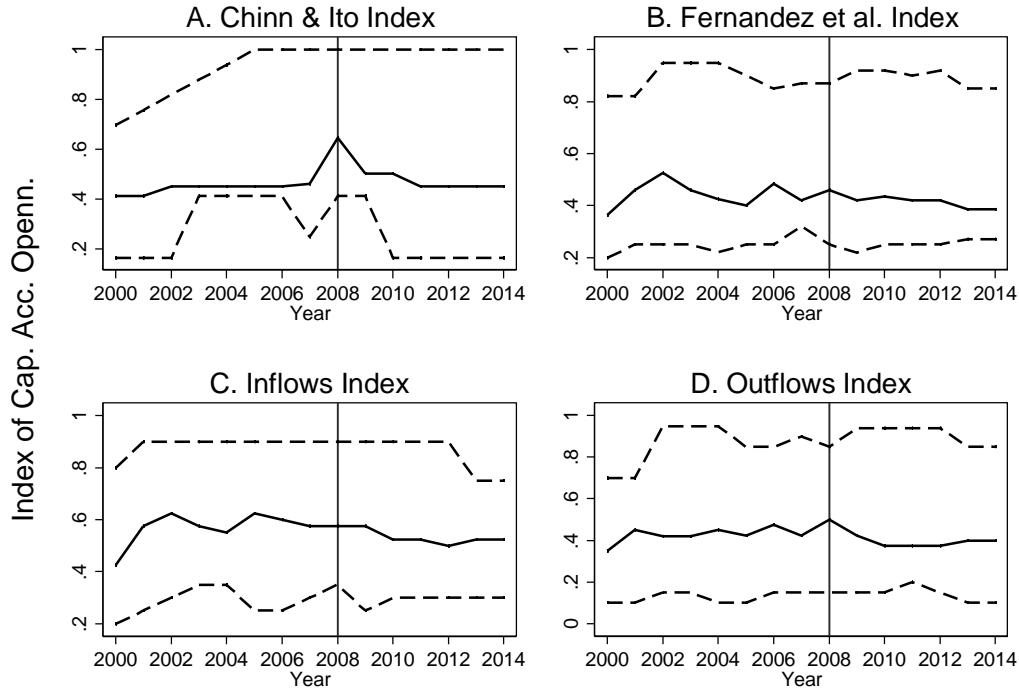 Index of Cap. Acc. Openn.
A. Chinn & Ito Index
1
.8
.6
.4
.2
2000 2002 2004 2006 2008 2010 2012 2014
Year
B. Fernandez et al. Index
1
.8
.6
.4
.2
2000 2002 2004 2006 2008 2010 2012 2014
Year
C. Inflows Index
1
.8
.6
.4
.2
2000 2002 2004 2006 2008 2010 2012 2014
Year
D. Outflows Index
1
.8
.6
.4
.2
0
2000 2002 2004 2006 2008 2010 2012 2014
Year